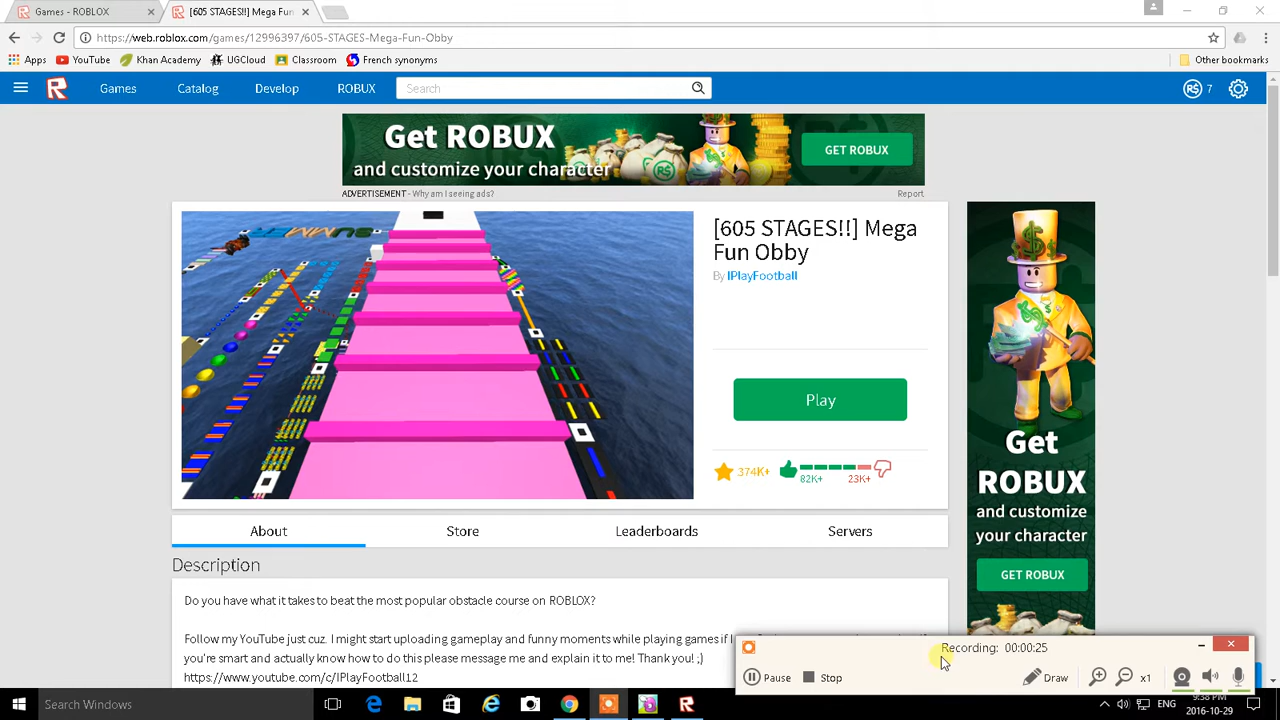 Games - ROBLOX
[605 STAGES!!] Mega Fun
https://web.roblox.com/games/12996397/605-STAGES-Mega-Fun-Obby
Apps YouTube Khan Academy UGCloud Classroom French synonyms Other bookmarks
Games Catalog Develop ROBUX Search R$ 7
Get ROBUX
and customize your character
GET ROBUX
ADVERTISEMENT - Why am I seeing ads? Report
[605 STAGES!!] Mega
Fun Obby
By IPlayFootball
Play
374K+ 82K+ 23K+
Get
ROBUX
and customize
your character
GET ROBUX
About Store Leaderboards Servers
Description
Do you have what it takes to beat the most popular obstacle course on ROBLOX?
Follow my YouTube just cuz. I might start uploading gameplay and funny moments while playing games if
you're smart and actually know how to do this please message me and explain it to me! Thank you! ;)
https://www.youtube.com/c/IPlayFootball12
Recording: 00:00:25
Pause Stop Draw x1
Search Windows
9:38 PM
2016-10-29